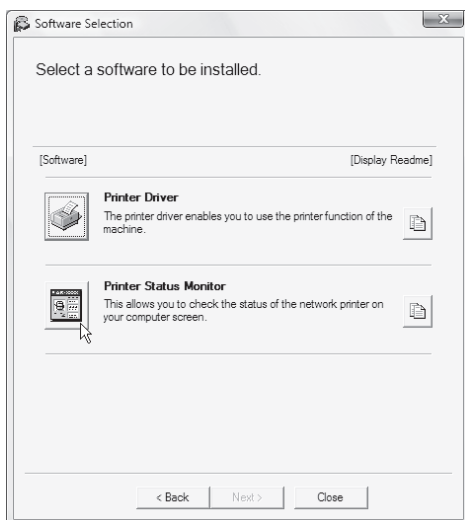 Software Selection
Select a software to be installed.
[Software] [Display Readme]
Printer Driver
The printer driver enables you to use the printer function of the
machine.
Printer Status Monitor
This allows you to check the status of the network printer on
your computer screen.
< Back Next > Close